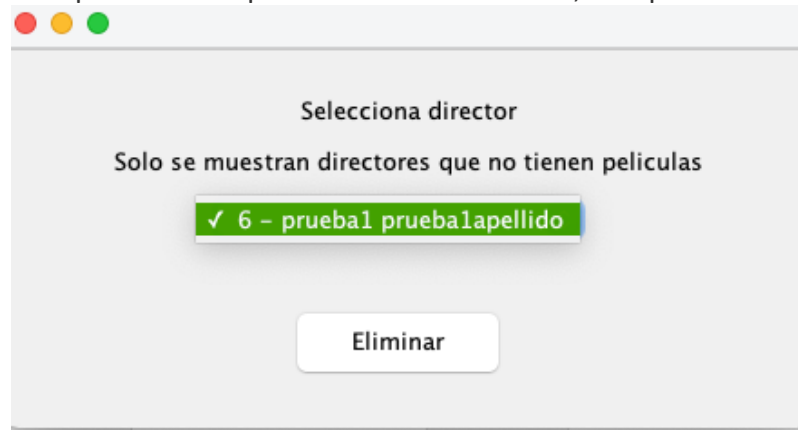 Selecciona director
Solo se muestran directores que no tienen peliculas
✓ 6 – prueba1 prueba1apellido
Eliminar